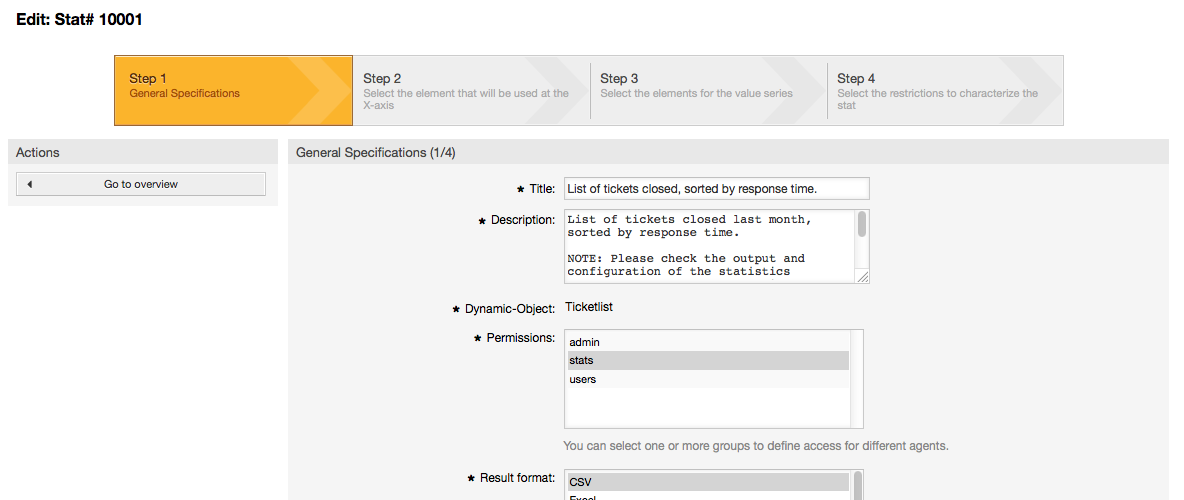 Edit: Stat# 10001
Step 1
General Specifications
Step 2
Select the element that will be used at the
X-axis
Step 3
Select the elements for the value series
Step 4
Select the restrictions to characterize the
stat
Actions
Go to overview
General Specifications (1/4)
★ Title: List of tickets closed, sorted by response time.
★ Description: List of tickets closed last month,
sorted by response time.
NOTE: Please check the output and
configuration of the statistics
★ Dynamic-Object: Ticketlist
★ Permissions:
admin
stats
users
You can select one or more groups to define access for different agents.
★ Result format: CSV
Excel